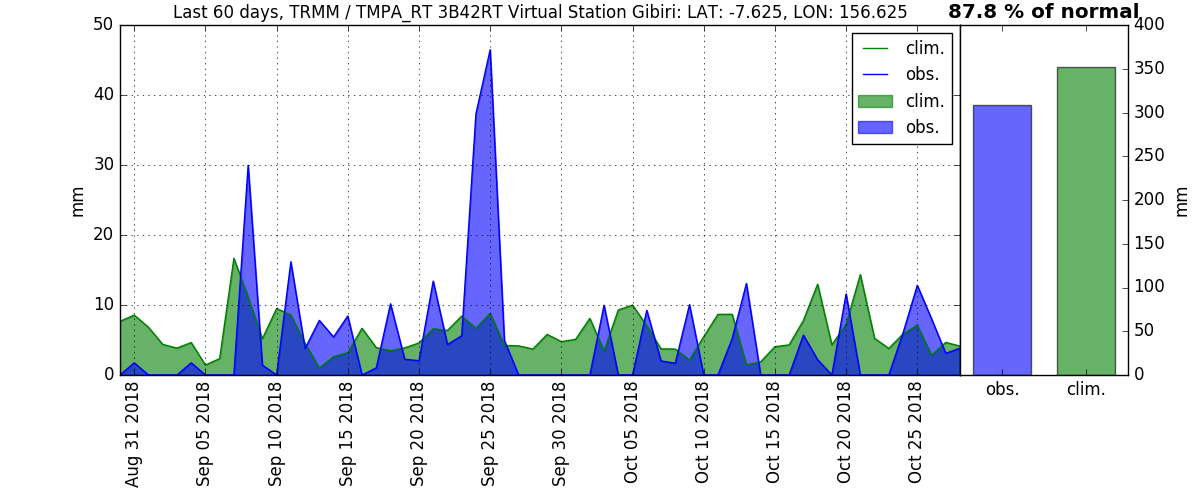 Last 60 days, TRMM / TMPA_RT 3B42RT Virtual Station Gibiri: LAT: -7.625, LON: 156.625
87.8 % of normal
50
40
30
20
10
0
mm
clim.
obs.
clim.
obs.
Aug 31 2018
Sep 05 2018
Sep 10 2018
Sep 15 2018
Sep 20 2018
Sep 25 2018
Sep 30 2018
Oct 05 2018
Oct 10 2018
Oct 15 2018
Oct 20 2018
Oct 25 2018
400
350
300
250
200
150
100
50
0
mm
obs.
clim.